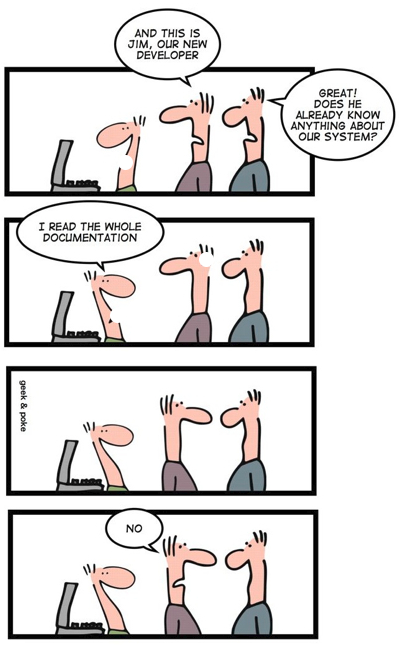 AND THIS IS
JIM, OUR NEW
DEVELOPER
GREAT!
DOES HE
ALREADY KNOW
ANYTHING ABOUT
OUR SYSTEM?
I READ THE WHOLE
DOCUMENTATION
geek & poke
NO